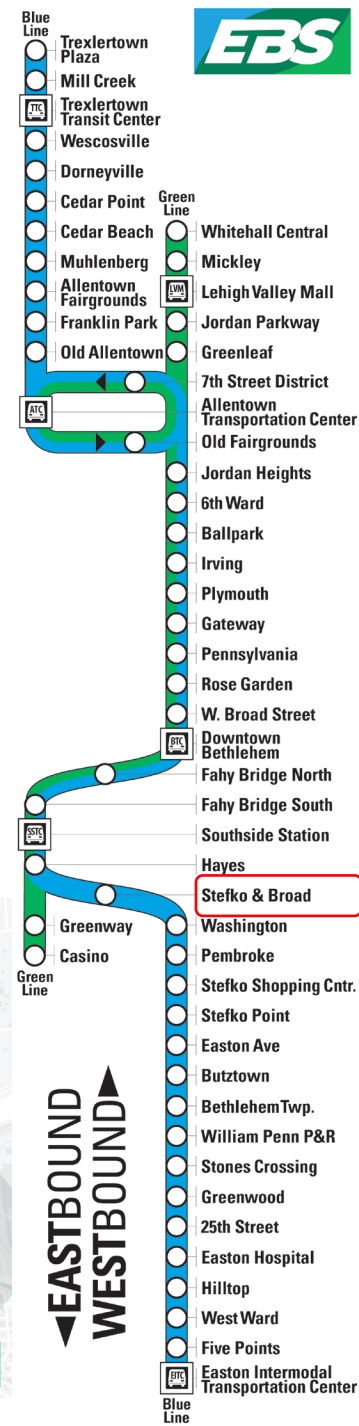 Blue
Line
EBS
Trexlertown
Plaza
Mill Creek
TTC
Trexlertown
Transit Center
Wescosville
Dorneyville
Cedar Point
Green
Line
Cedar Beach
Whitehall Central
Muhlenberg
Mickley
Allentown
Fairgrounds
LVM
Lehigh Valley Mall
Franklin Park
Jordan Parkway
Old Allentown
Greenleaf
7th Street District
ATC
Allentown
Transportation Center
Old Fairgrounds
Jordan Heights
6th Ward
Ballpark
Irving
Plymouth
Gateway
Pennsylvania
Rose Garden
W. Broad Street
BTC
Downtown
Bethlehem
Fahy Bridge North
Fahy Bridge South
SSTC
Southside Station
Hayes
Stefko & Broad
Greenway
Washington
Casino
Pembroke
Green
Line
Stefko Shopping Cntr.
Stefko Point
Easton Ave
Butztown
Bethlehem Twp.
William Penn P&R
Stones Crossing
Greenwood
25th Street
Easton Hospital
Hilltop
West Ward
Five Points
EITC
Easton Intermodal
Transportation Center
Blue
Line
EASTBOUND
WESTBOUND